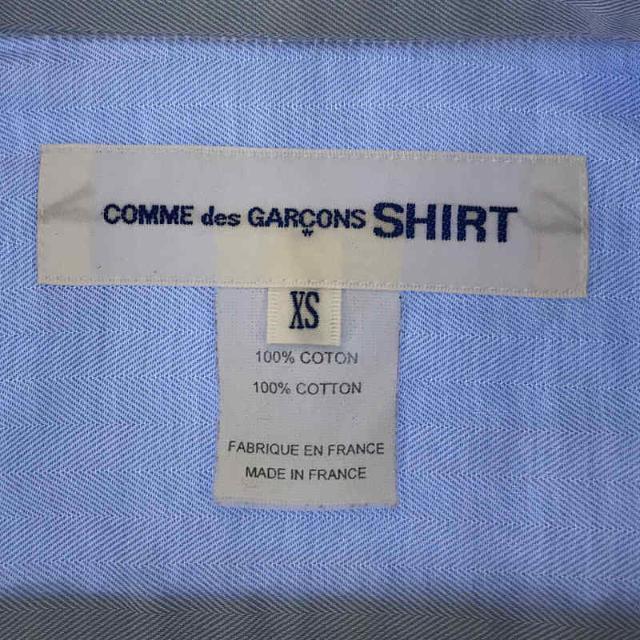 COMME des GARÇONS SHIRT
XS
100% COTON
100% COTTON
FABRIQUE EN FRANCE
MADE IN FRANCE